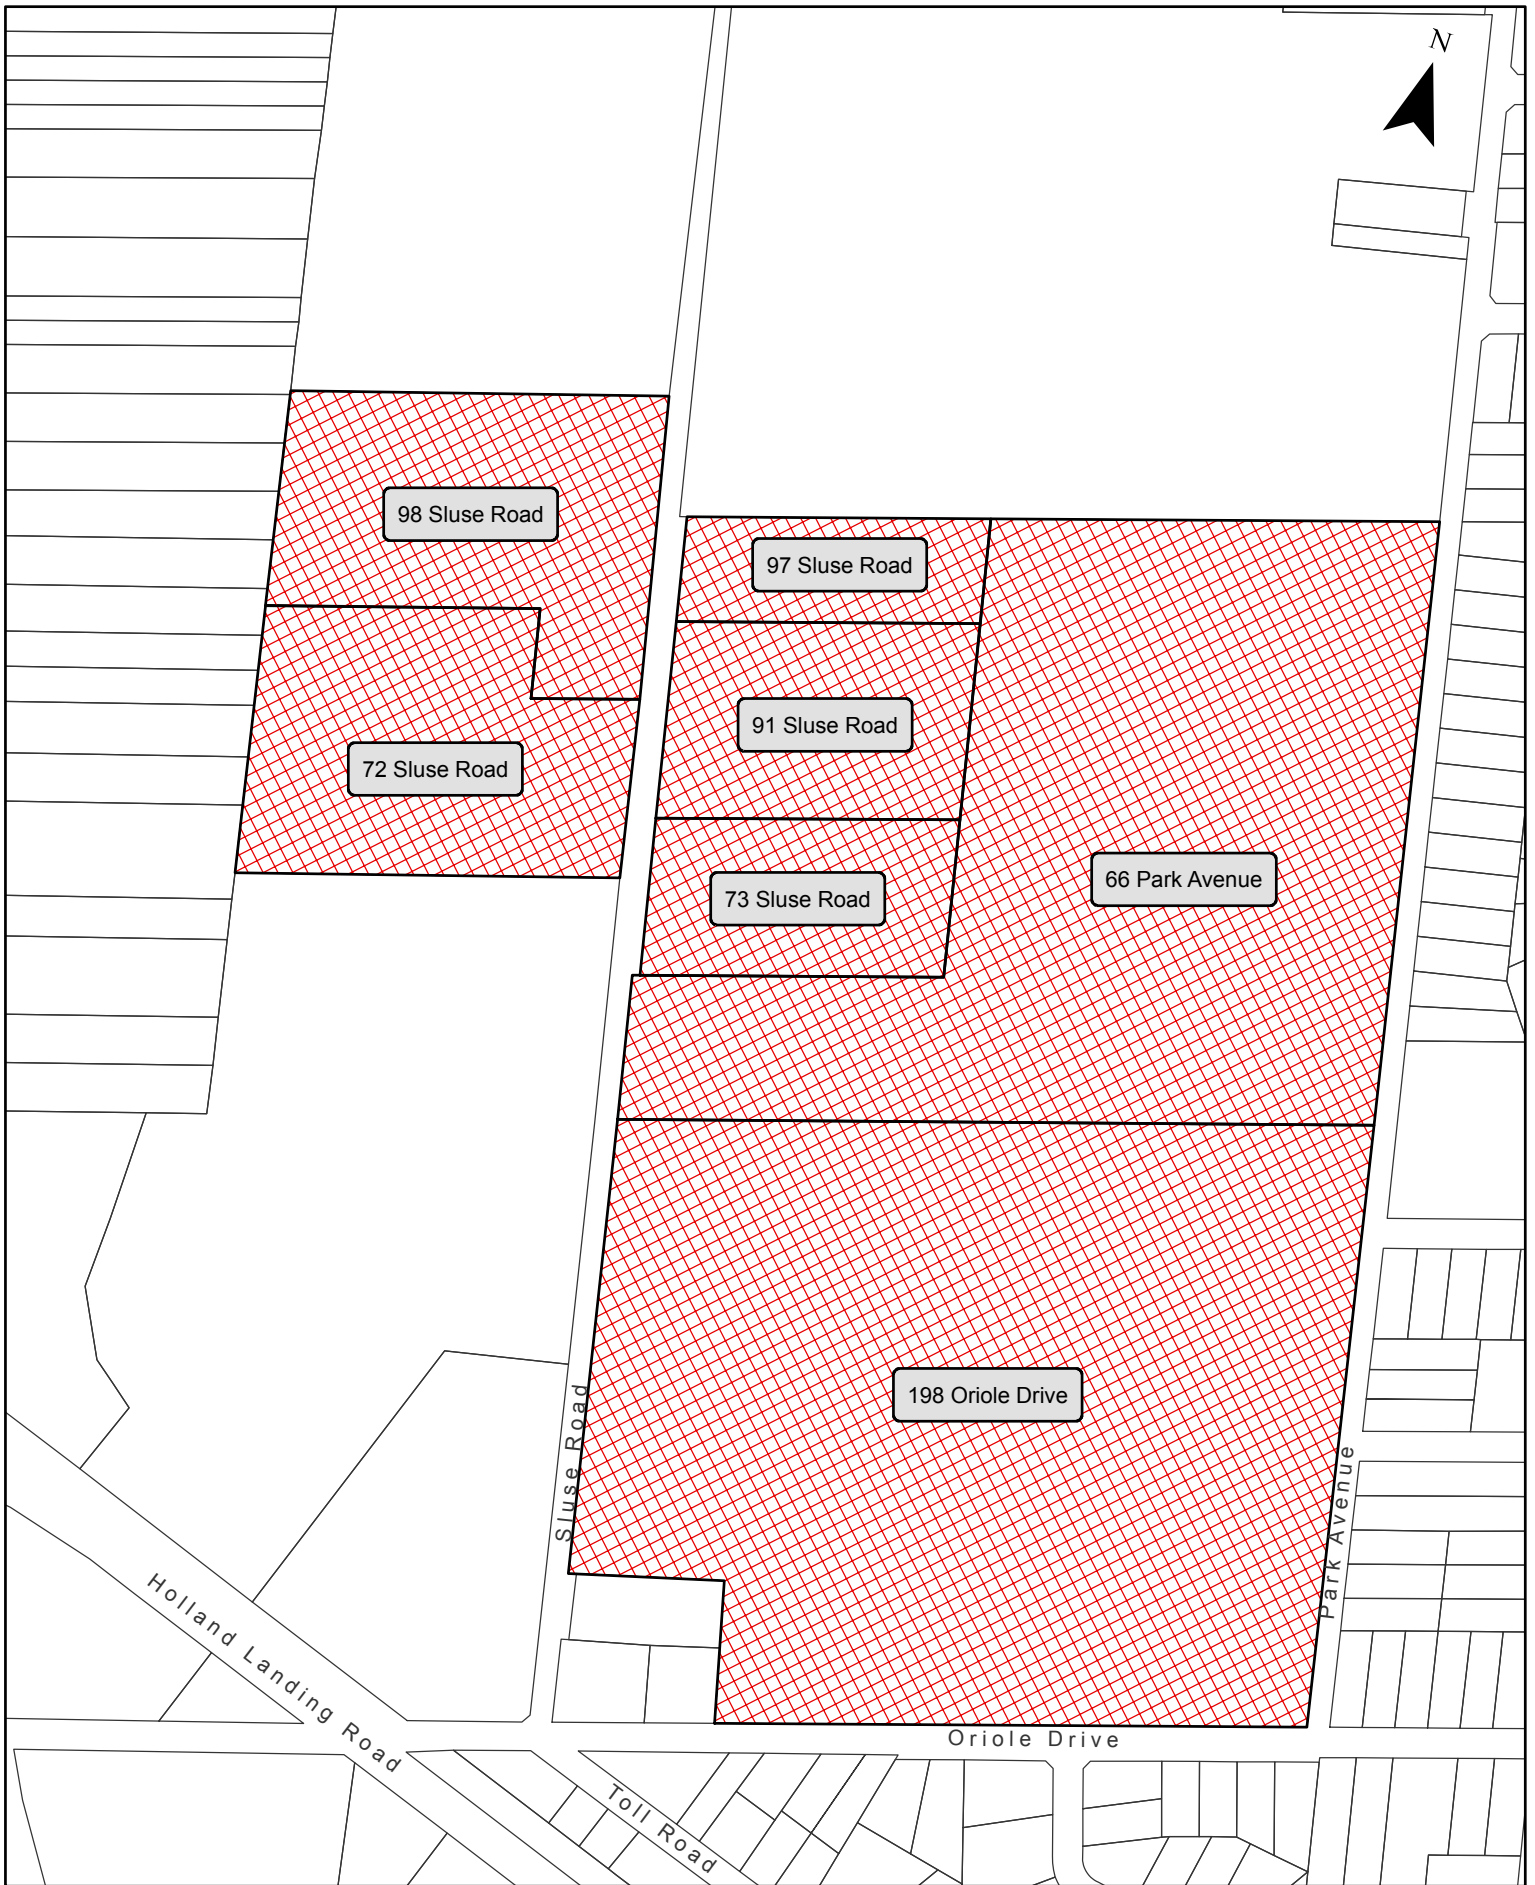 N
98 Sluse Road
97 Sluse Road
91 Sluse Road
72 Sluse Road
66 Park Avenue
73 Sluse Road
198 Oriole Drive
Sluse Road
Park Avenue
Holland Landing Road
Oriole Drive
Toll Road